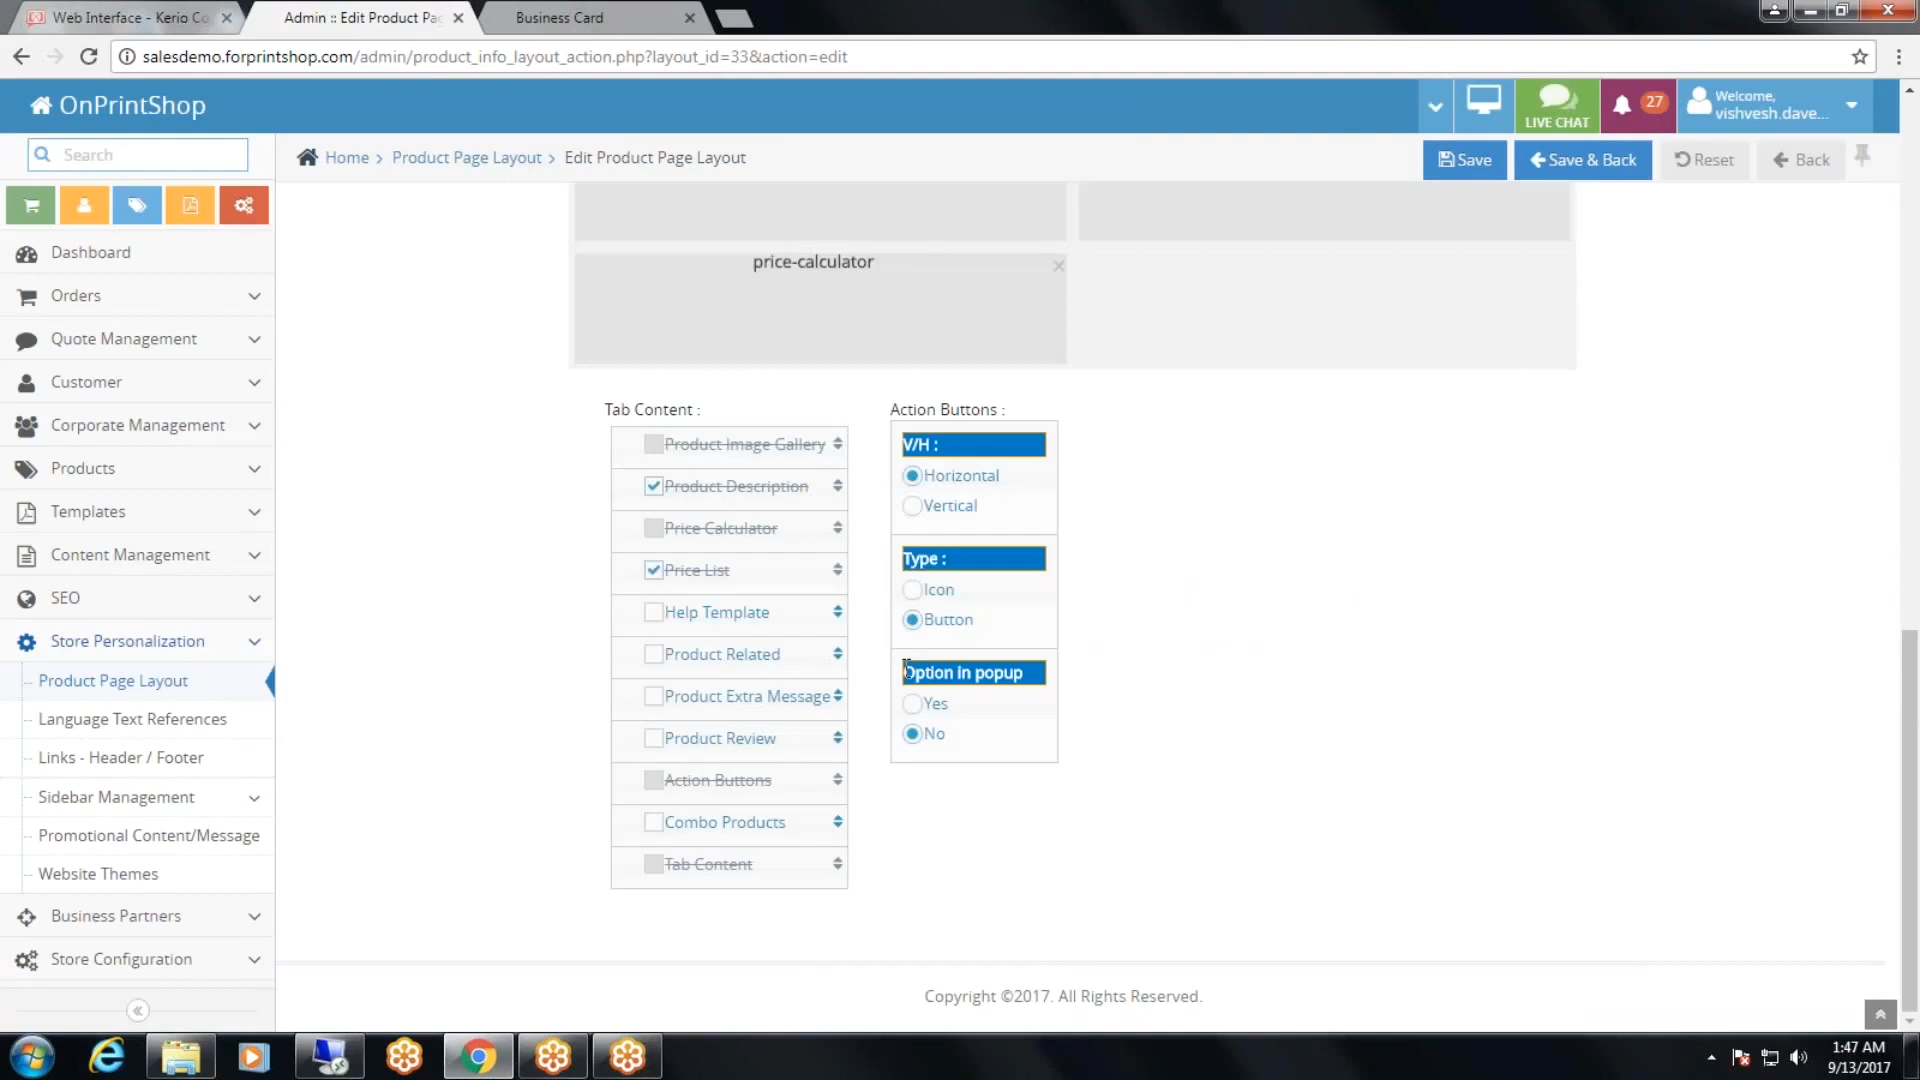 Web Interface - Kerio Co
Admin :: Edit Product Pag
Business Card
salesdemo.forprintshop.com/admin/product_info_layout_action.php?layout_id=33&action=edit
OnPrintShop
LIVE CHAT
27
Welcome,
vishvesh.dave...
Search
Home > Product Page Layout > Edit Product Page Layout
Save
Save & Back
Reset
Back
Dashboard
Orders
Quote Management
Customer
Corporate Management
Products
Templates
Content Management
SEO
Store Personalization
Product Page Layout
Language Text References
Links - Header / Footer
Sidebar Management
Promotional Content/Message
Website Themes
Business Partners
Store Configuration
price-calculator
Tab Content :
Product Image Gallery
Product Description
Price Calculator
Price List
Help Template
Product Related
Product Extra Message
Product Review
Action Buttons
Combo Products
Tab Content
Action Buttons :
V/H :
Horizontal
Vertical
Type :
Icon
Button
Option in popup
Yes
No
Copyright ©2017. All Rights Reserved.
1:47 AM
9/13/2017